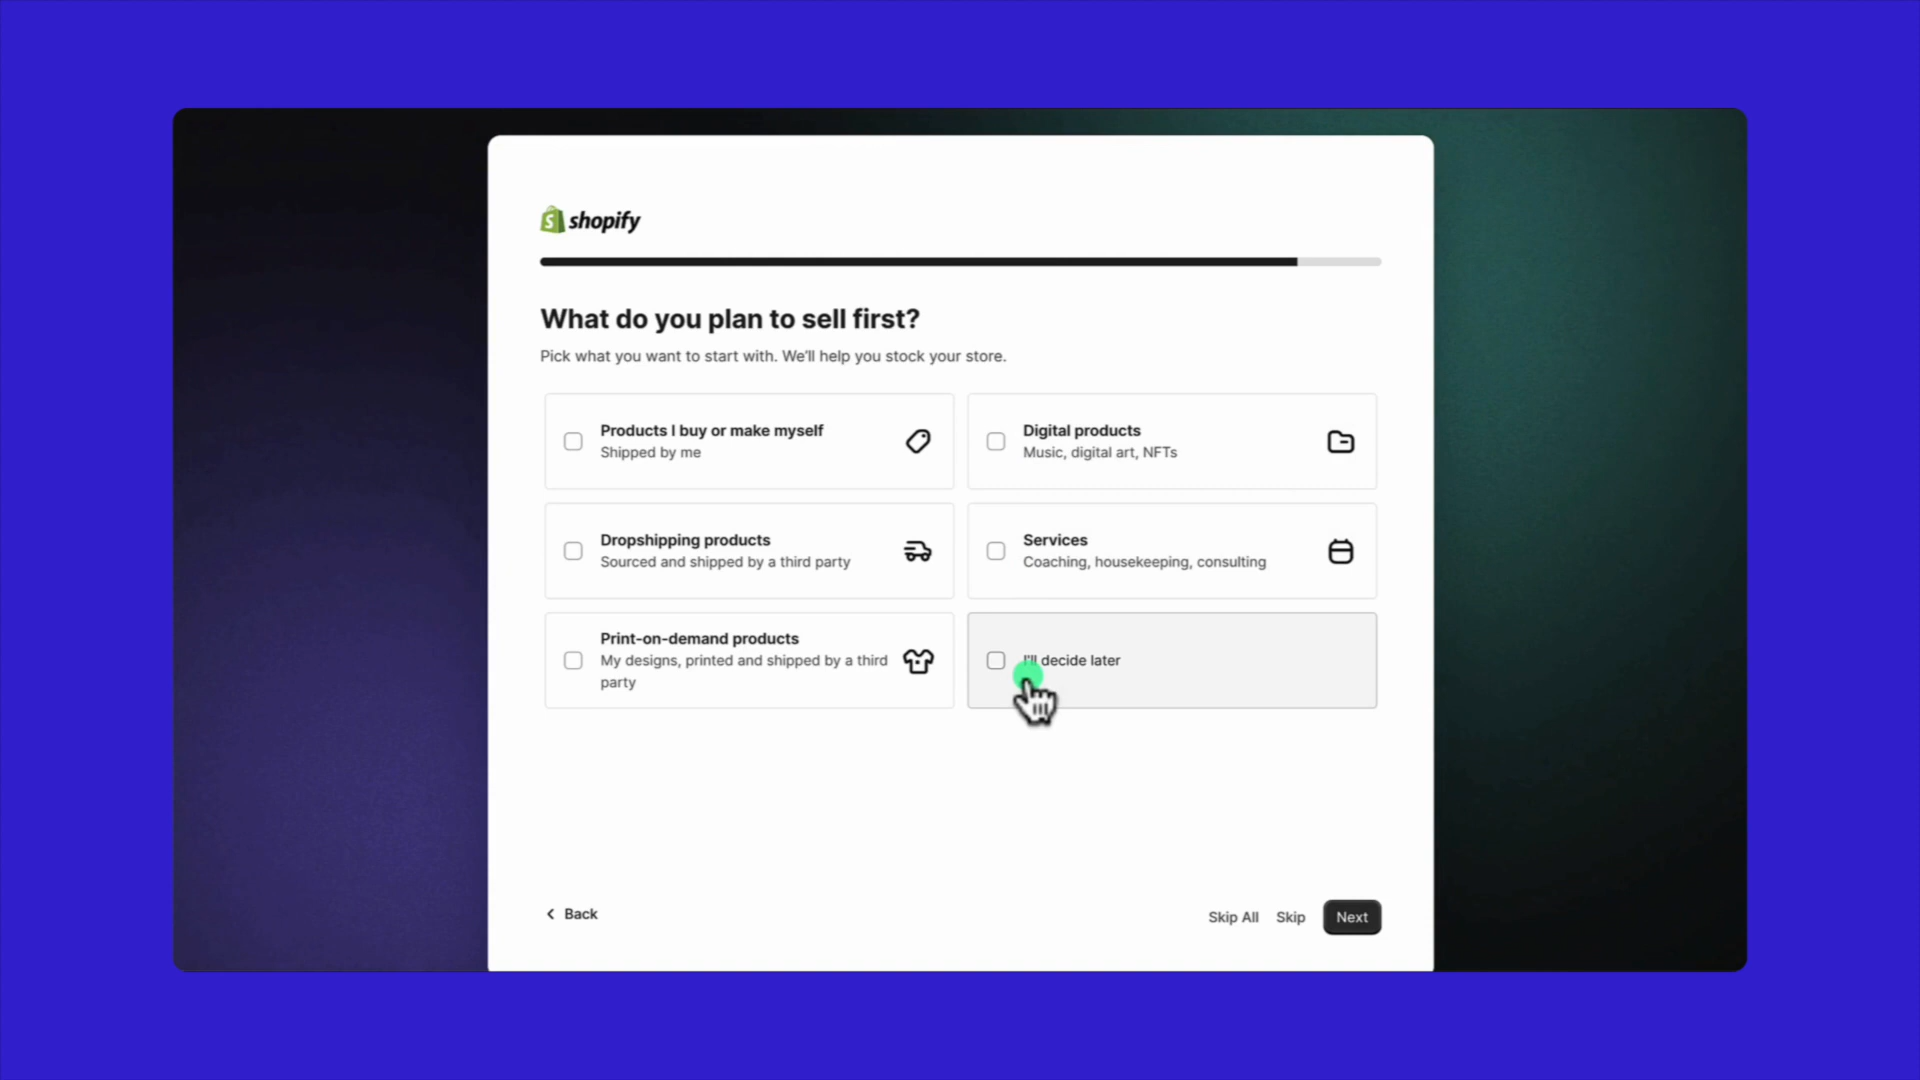 shopify
What do you plan to sell first?
Pick what you want to start with. We'll help you stock your store.
Products I buy or make myself
Shipped by me
Digital products
Music, digital art, NFTs
Dropshipping products
Sourced and shipped by a third party
Services
Coaching, housekeeping, consulting
Print-on-demand products
My designs, printed and shipped by a third
party
I'll decide later
Back
Skip All
Skip
Next